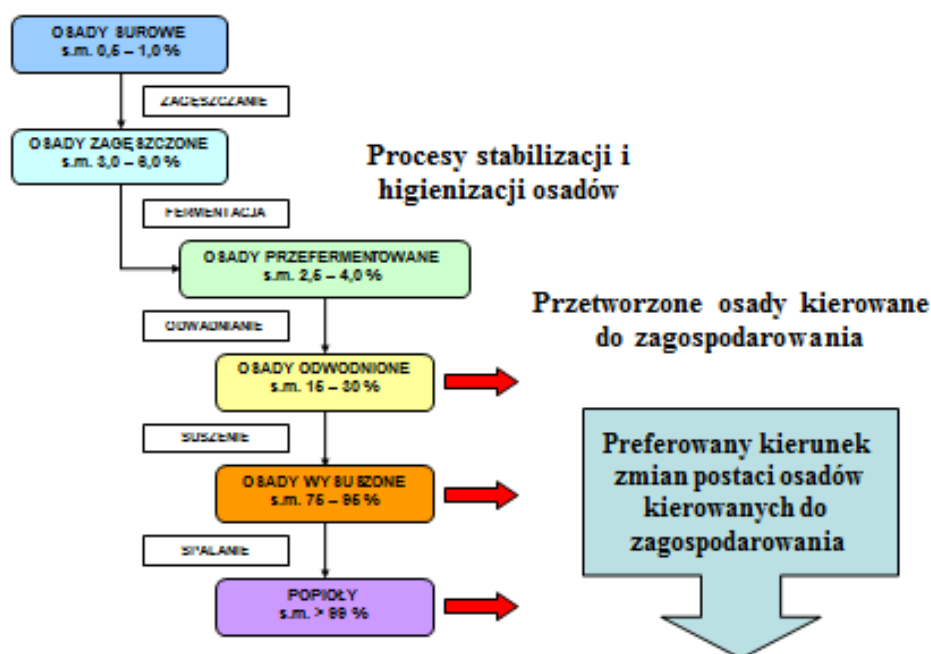 OSADY SUROWE
s.m. 0,5 – 1,0 %
ZAGĘSZCZANIE
OSADY ZAGĘSZCZONE
s.m. 3,0 – 6,0 %
Procesy stabilizacji i
higienizacji osadów
FERMENTACJA
OSADY PRZEFERMENTOWANE
s.m. 2,5 – 4,0 %
Przetworzone osady kierowane
do zagospodarowania
ODWADNIANIE
OSADY ODWODNIONE
s.m. 15 – 30 %
SUSZENIE
Preferowany kierunek
zmian postaci osadów
kierowanych do
zagospodarowania
OSADY WYSUSZONE
s.m. 75 – 95 %
SPALANIE
POPIOŁY
s.m. > 99 %